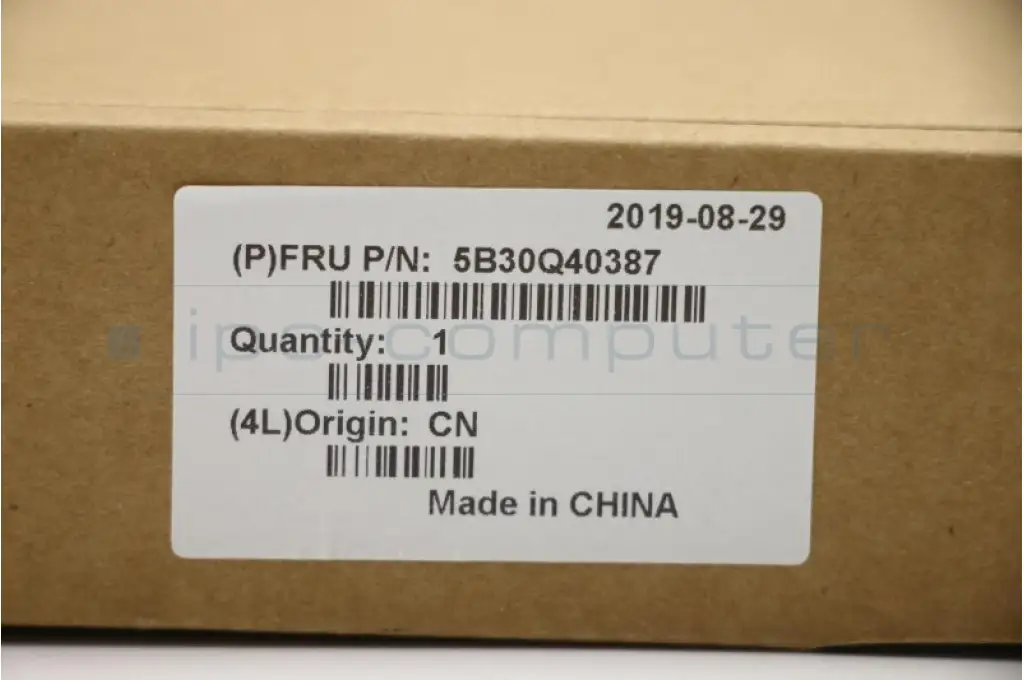 2019-08-29
(P)FRU P/N: 5B30Q40387
ipc computer
Quantity: 1
(4L)Origin: CN
Made in CHINA